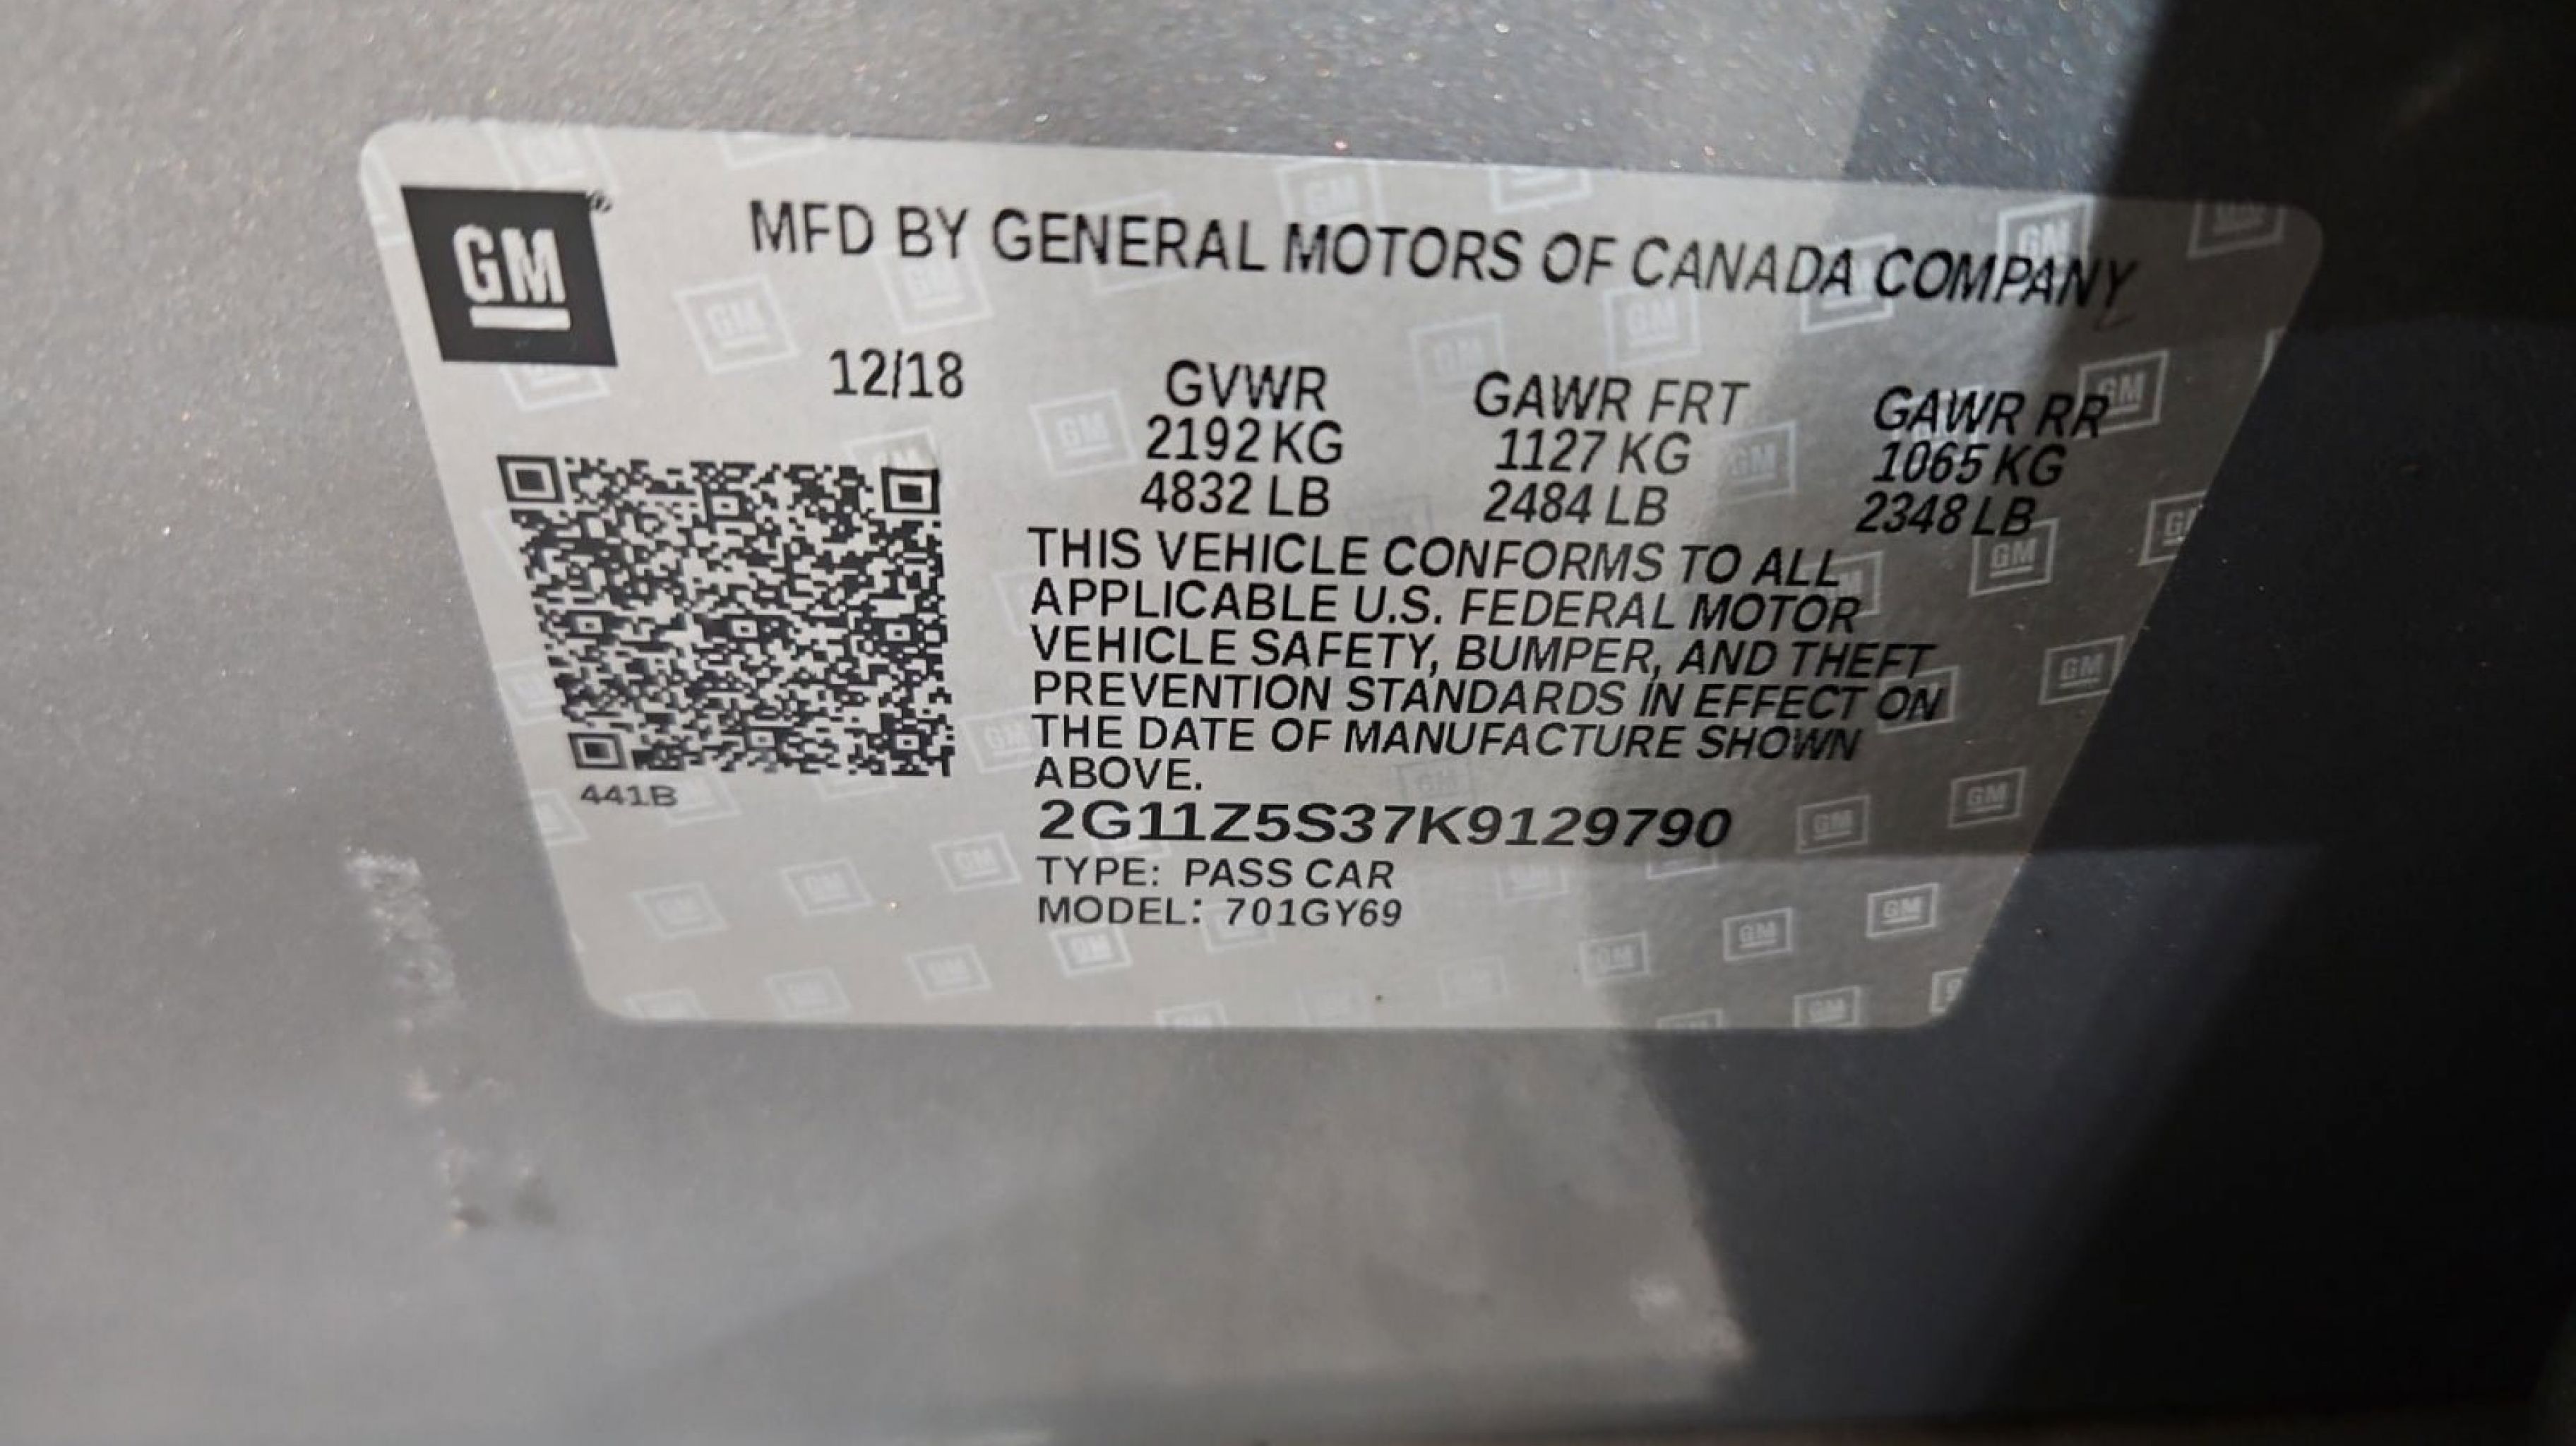 GM
MFD BY GENERAL MOTORS OF CANADA COMPANY
12/18
GVWR GAWR FRT GAWR RR
2192 KG 1127 KG 1065 KG
4832 LB 2484 LB 2348 LB
THIS VEHICLE CONFORMS TO ALL
APPLICABLE U.S. FEDERAL MOTOR
VEHICLE SAFETY, BUMPER, AND THEFT
PREVENTION STANDARDS IN EFFECT ON
THE DATE OF MANUFACTURE SHOWN
ABOVE.
441B
2G11Z5S37K9129790
TYPE: PASS CAR
MODEL: 701GY69